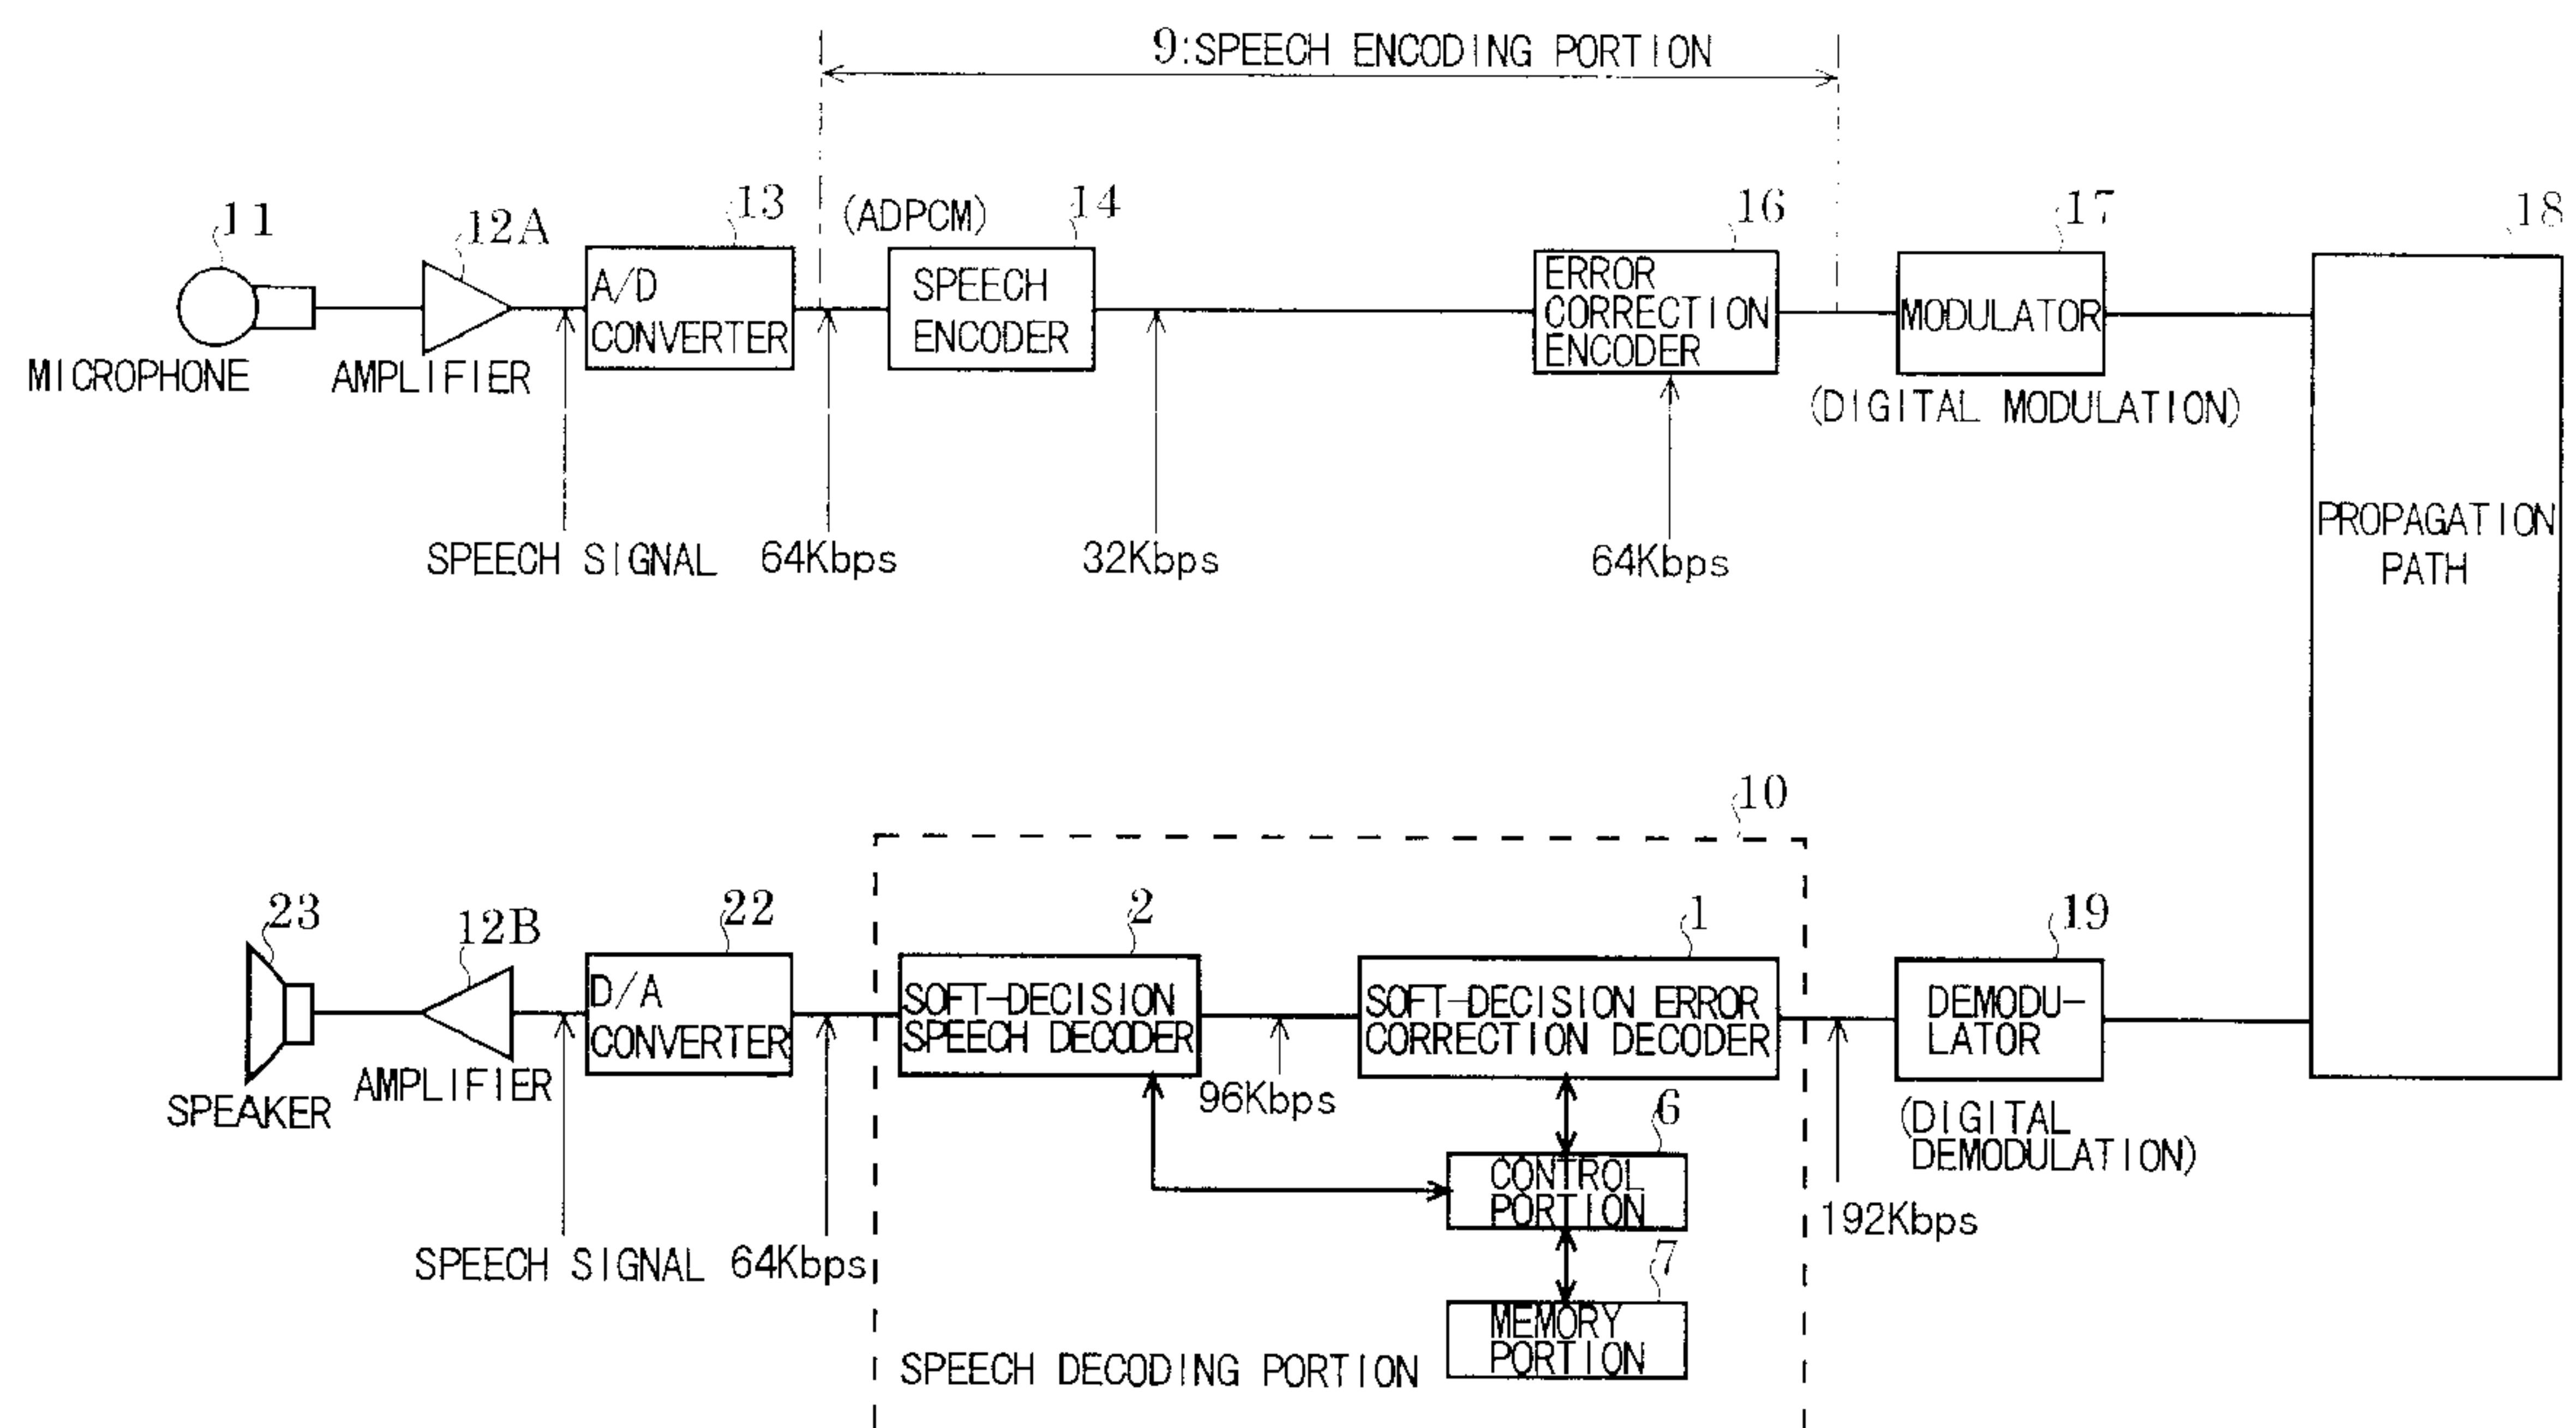 9:SPEECH ENCODING PORTION
11
12A
13
(ADPCM)
14
16
17
18
A/D
CONVERTER
SPEECH
ENCODER
ERROR
CORRECTION
ENCODER
MODULATOR
MICROPHONE
AMPLIFIER
(DIGITAL MODULATION)
PROPAGATION
PATH
SPEECH SIGNAL
64Kbps
32Kbps
64Kbps
10
23
12B
22
2
1
19
D/A
CONVERTER
SOFT-DECISION
SPEECH DECODER
SOFT-DECISION ERROR
CORRECTION DECODER
DEMODU-
LATOR
SPEAKER
AMPLIFIER
96Kbps
6
(DIGITAL
DEMODULATION)
CONTROL
PORTION
192Kbps
SPEECH SIGNAL
64Kbps
7
MEMORY
PORTION
SPEECH DECODING PORTION